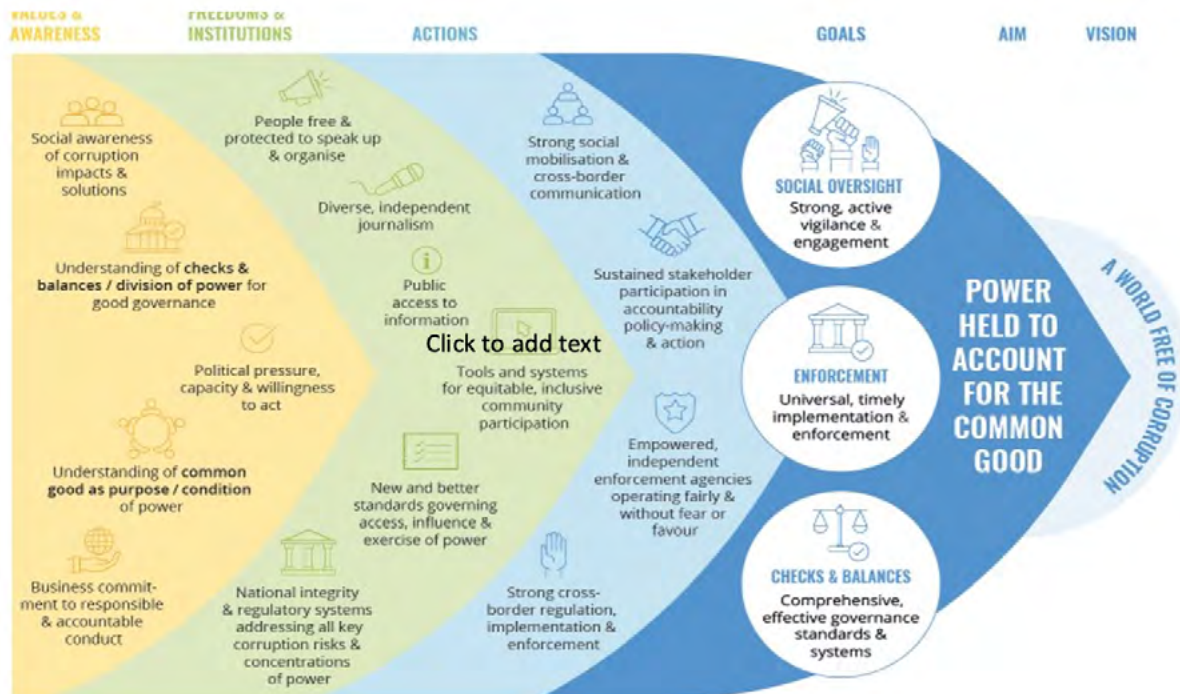 VALUES &
AWARENESS
FREEDOMS &
INSTITUTIONS
ACTIONS
GOALS
AIM
VISION
Social awareness
of corruption
impacts &
solutions
Understanding of checks &
balances / division of power for
good governance
Political pressure,
capacity & willingness
to act
Understanding of common
good as purpose / condition
of power
Business commit-
ment to responsible
& accountable
conduct
People free &
protected to speak up
& organise
Diverse, independent
journalism
Public
access to
information
Click to add text
Tools and systems
for equitable, inclusive
community
participation
New and better
standards governing
access, influence &
exercise of power
National integrity
& regulatory systems
addressing all key
corruption risks &
concentrations
of power
Strong social
mobilisation &
cross-border
communication
Sustained stakeholder
participation in
accountability
policy-making
& action
Empowered,
independent
enforcement agencies
operating fairly &
without fear or
favour
Strong cross-
border regulation,
implementation &
enforcement
SOCIAL OVERSIGHT
Strong, active
vigilance &
engagement
ENFORCEMENT
Universal, timely
implementation &
enforcement
CHECKS & BALANCES
Comprehensive,
effective governance
standards &
systems
POWER
HELD TO
ACCOUNT
FOR THE
COMMON
GOOD
A WORLD FREE OF CORRUPTION